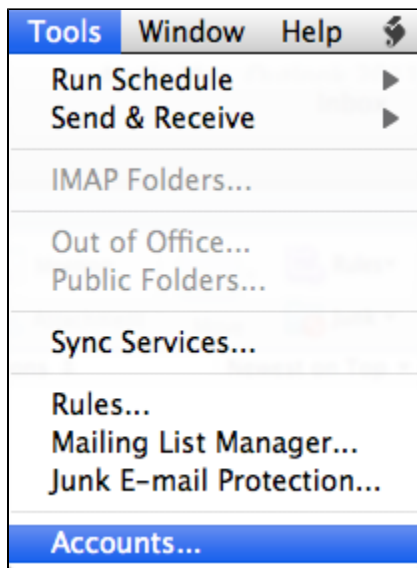 Tools Window Help
Run Schedule
Send & Receive
IMAP Folders...
Out of Office...
Public Folders...
Sync Services...
Rules...
Mailing List Manager...
Junk E-mail Protection...
Accounts...